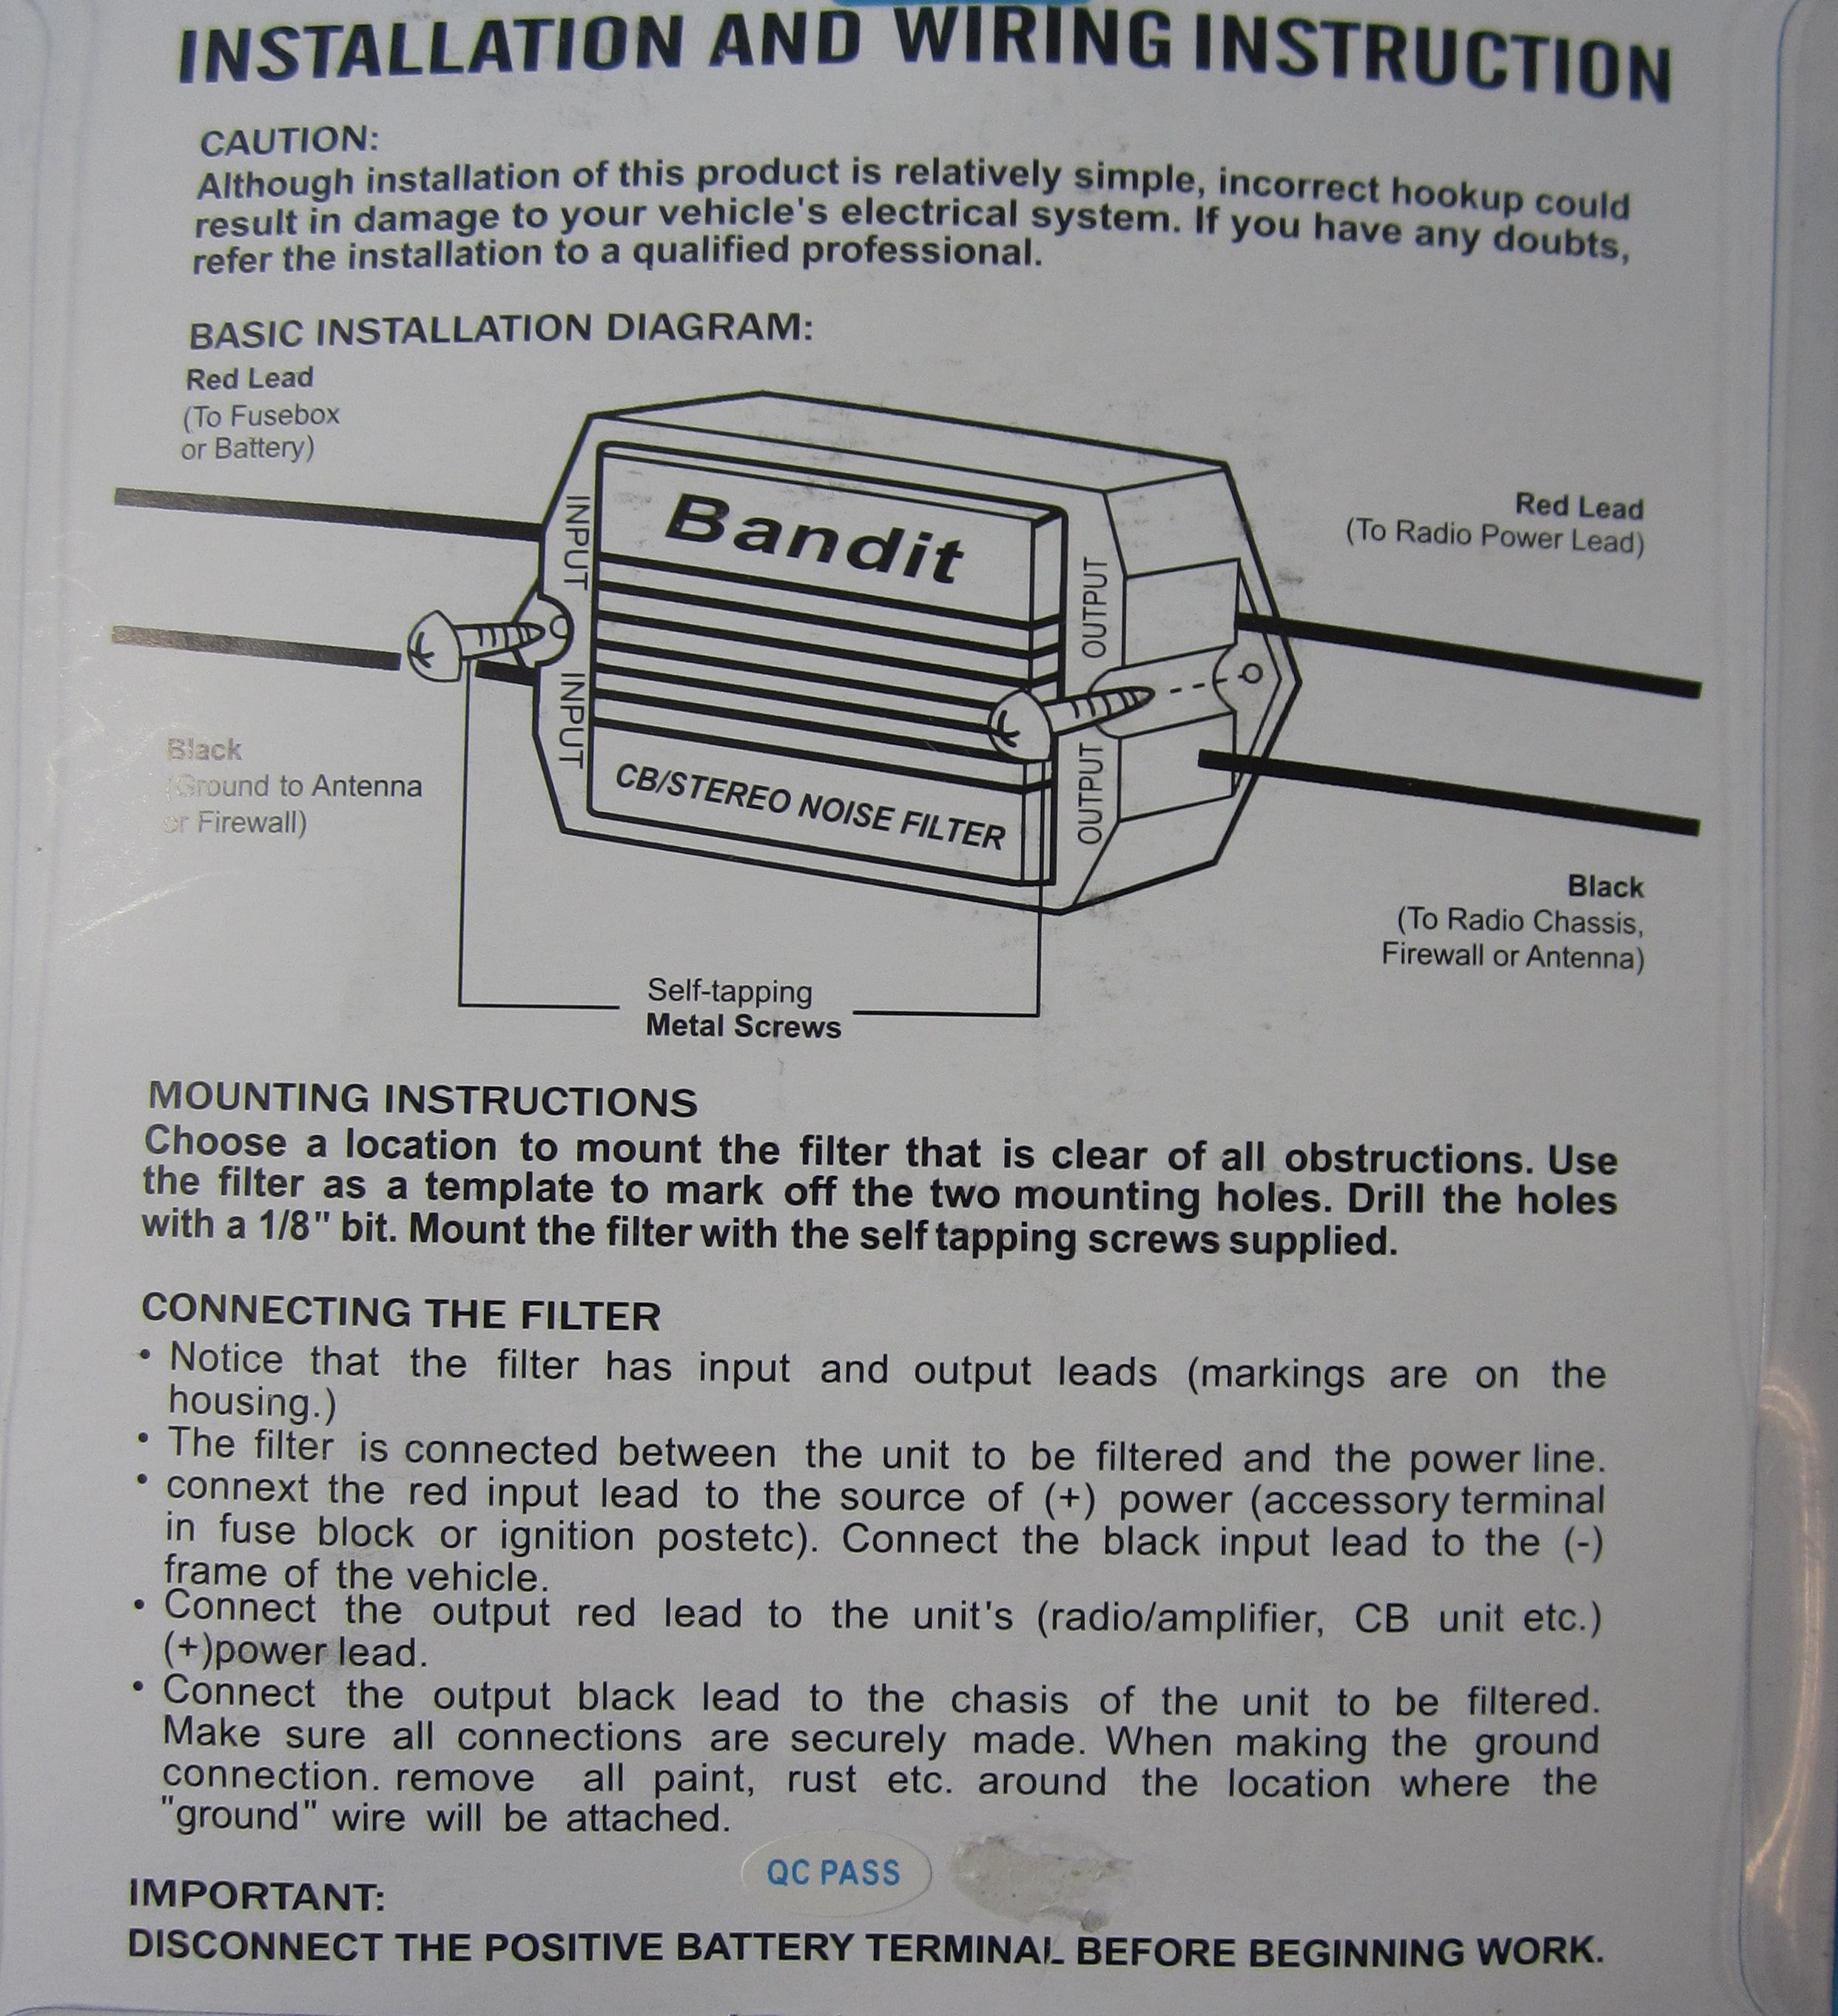 INSTALLATION AND WIRING INSTRUCTION
CAUTION:
Although installation of this product is relatively simple, incorrect hookup could
result in damage to your vehicle's electrical system. If you have any doubts,
refer the installation to a qualified professional.
BASIC INSTALLATION DIAGRAM:
Red Lead
(To Fusebox
or Battery)
Red Lead
(To Radio Power Lead)
INPUT
INPUT
Bandit
CB/STEREO NOISE FILTER
OUTPUT
OUTPUT
Black
(Ground to Antenna
or Firewall)
Black
(To Radio Chassis,
Firewall or Antenna)
Self-tapping
Metal Screws
MOUNTING INSTRUCTIONS
Choose a location to mount the filter that is clear of all obstructions. Use
the filter as a template to mark off the two mounting holes. Drill the holes
with a 1/8" bit. Mount the filter with the self tapping screws supplied.
CONNECTING THE FILTER
• Notice that the filter has input and output leads (markings are on the
housing.)
• The filter is connected between the unit to be filtered and the power line.
• connext the red input lead to the source of (+) power (accessory terminal
in fuse block or ignition postetc). Connect the black input lead to the (-)
frame of the vehicle.
• Connect the output red lead to the unit's (radio/amplifier, CB unit etc.)
(+)power lead.
• Connect the output black lead to the chasis of the unit to be filtered.
Make sure all connections are securely made. When making the ground
connection. remove all paint, rust etc. around the location where the
"ground" wire will be attached.
QC PASS
IMPORTANT:
DISCONNECT THE POSITIVE BATTERY TERMINAL BEFORE BEGINNING WORK.